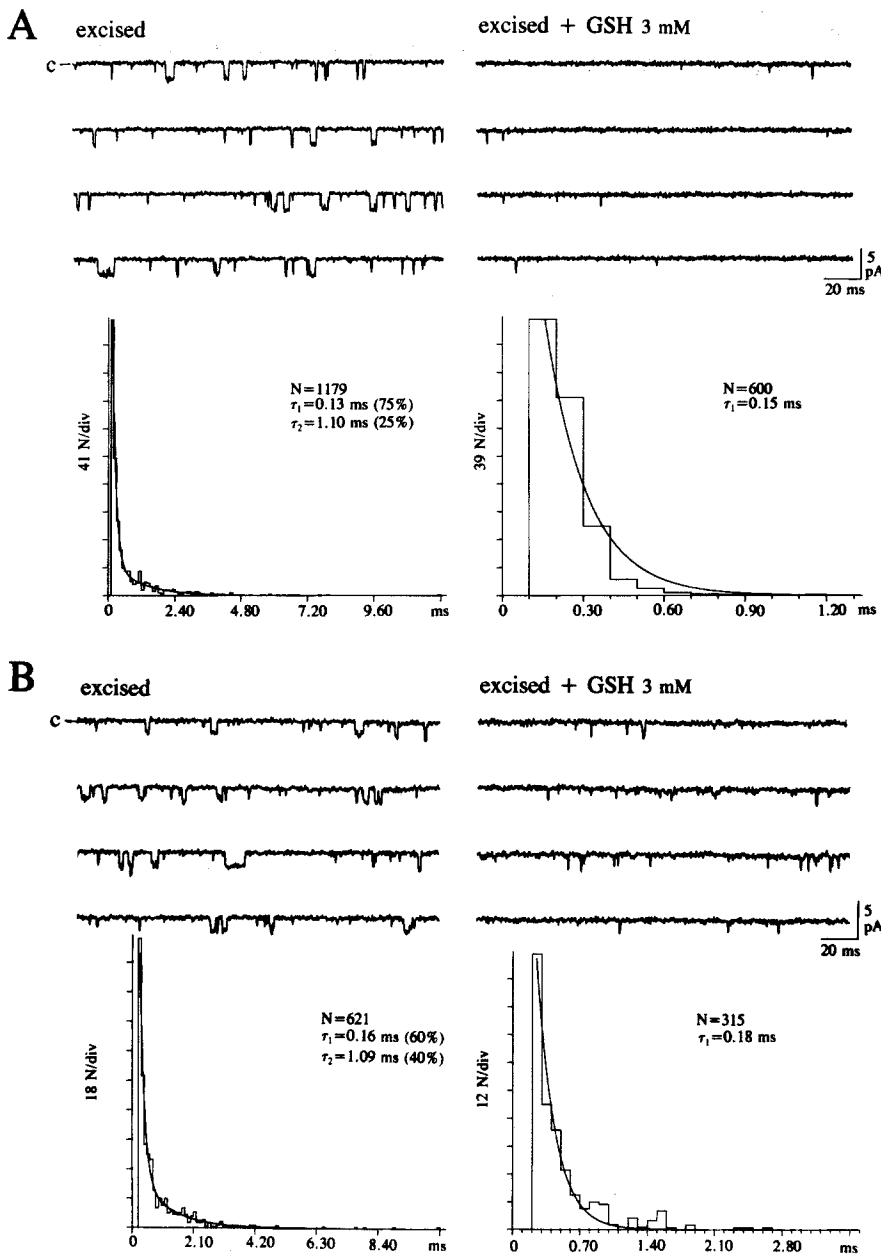 A
excised
excised + GSH 3 mM
c
5
pA
20 ms
41 N/div
N=1179
τ1=0.13 ms (75%)
τ2=1.10 ms (25%)
0 2.40 4.80 7.20 9.60 ms
39 N/div
N=600
τ1=0.15 ms
0 0.30 0.60 0.90 1.20 ms
B
excised
excised + GSH 3 mM
c
5
pA
20 ms
18 N/div
N=621
τ1=0.16 ms (60%)
τ2=1.09 ms (40%)
0 2.10 4.20 6.30 8.40 ms
12 N/div
N=315
τ1=0.18 ms
0 0.70 1.40 2.10 2.80 ms